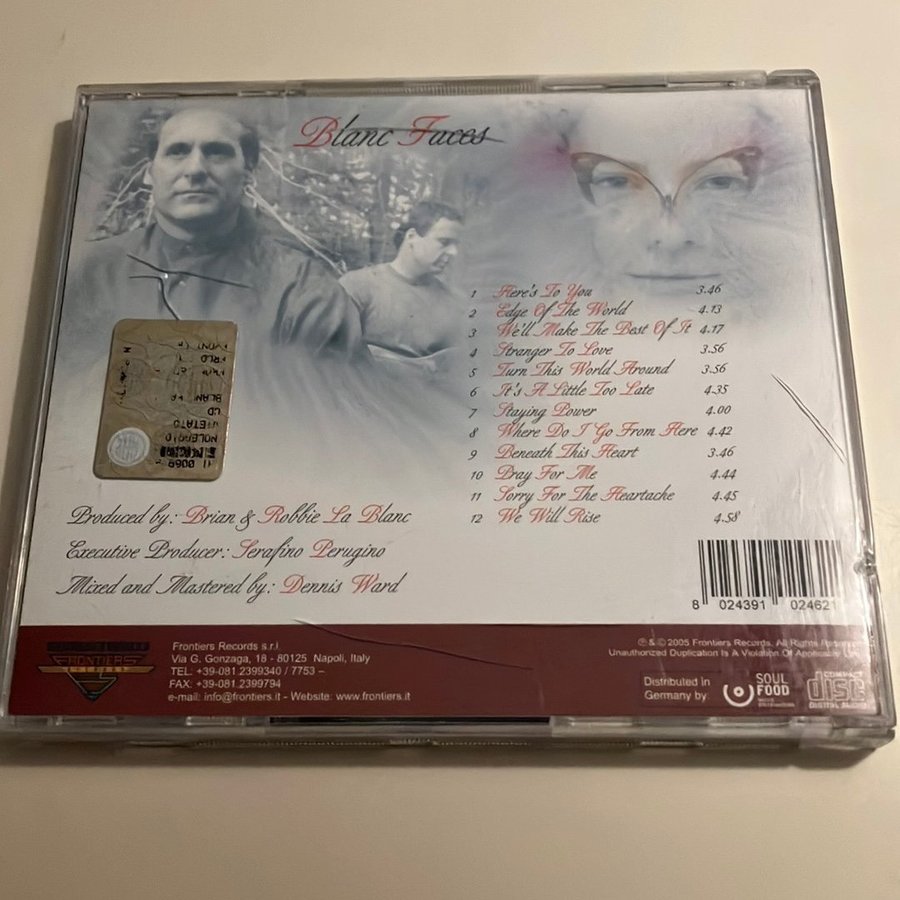 Blanc Faces
1 Here's To You 3.46
2 Edge Of The World 4.13
3 We'll Make The Best Of It 4.17
4 Stranger To Love 3.56
5 Turn This World Around 3.56
6 It's A Little Too Late 4.35
7 Staying Power 4.00
8 Where Do I Go From Here 4.42
9 Beneath This Heart 3.46
10 Pray For Me 4.44
11 Sorry For The Heartache 4.45
12 We Will Rise 4.58
NOLEGGIO
VIETATO
CD
Produced by: Brian & Robbie La Blanc
Executive Producer: Serafino Perugino
Mixed and Mastered by: Dennis Ward
8 024391 024621
FRONTIERS
Frontiers Records s.r.l.
Via G. Gonzaga, 18 - 80125 Napoli, Italy
TEL. +39-081.2399340 / 7753 –
FAX: +39-081.2399794
e-mail: info@frontiers.it - Website: www.frontiers.it
℗ & © 2005 Frontiers Records. All Rights Reserved
Unauthorized Duplication Is A Violation Of Applicable
Distributed in
Germany by:
SOUL
FOOD
COMPACT
disc
DIGITAL AUDIO